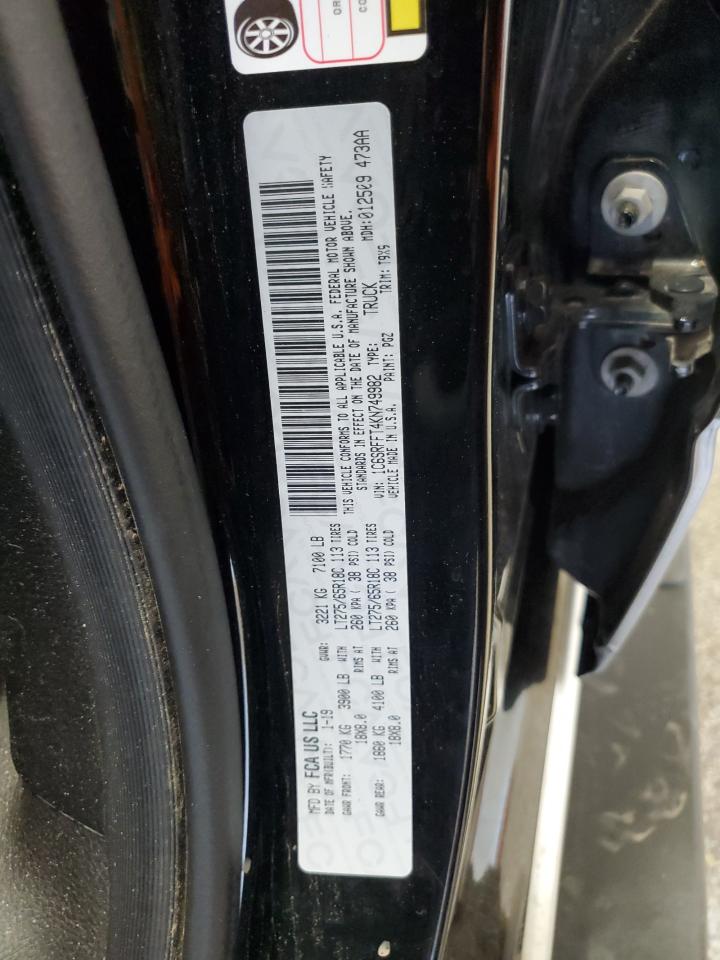 MFD BY FCA US LLC
DATE OF MFR(BUILT): 1-19
GVWR: 3221 KG 7100 LB
GAWR FRONT: 1770 KG 3900 LB WITH LT275/65R18C 113 TIRES
18X8.0 RIMS AT 260 KPA ( 38 PSI) COLD
GAWR REAR: 1860 KG 4100 LB WITH LT275/65R18C 113 TIRES
18X8.0 RIMS AT 260 KPA ( 38 PSI) COLD
THIS VEHICLE CONFORMS TO ALL APPLICABLE U.S.A. FEDERAL MOTOR VEHICLE SAFETY
STANDARDS IN EFFECT ON THE DATE OF MANUFACTURE SHOWN ABOVE.
VIN: 1C6SRFFT4KN749982 TYPE: TRUCK MDH:012509 473AA
VEHICLE MADE IN U.S.A. PAINT: PGZ TRIM: T9X9